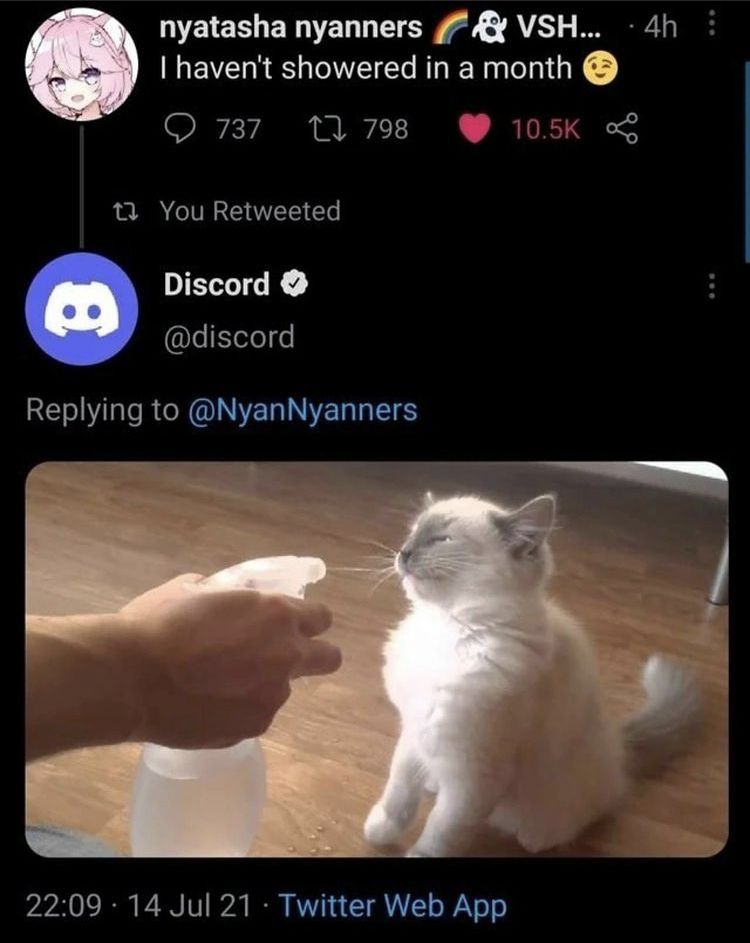 nyatasha nyanners 🌈👻 VSH... · 4h
I haven't showered in a month 😉
737 798 10.5K
You Retweeted
Discord
@discord
Replying to @NyanNyanners
22:09 · 14 Jul 21 · Twitter Web App